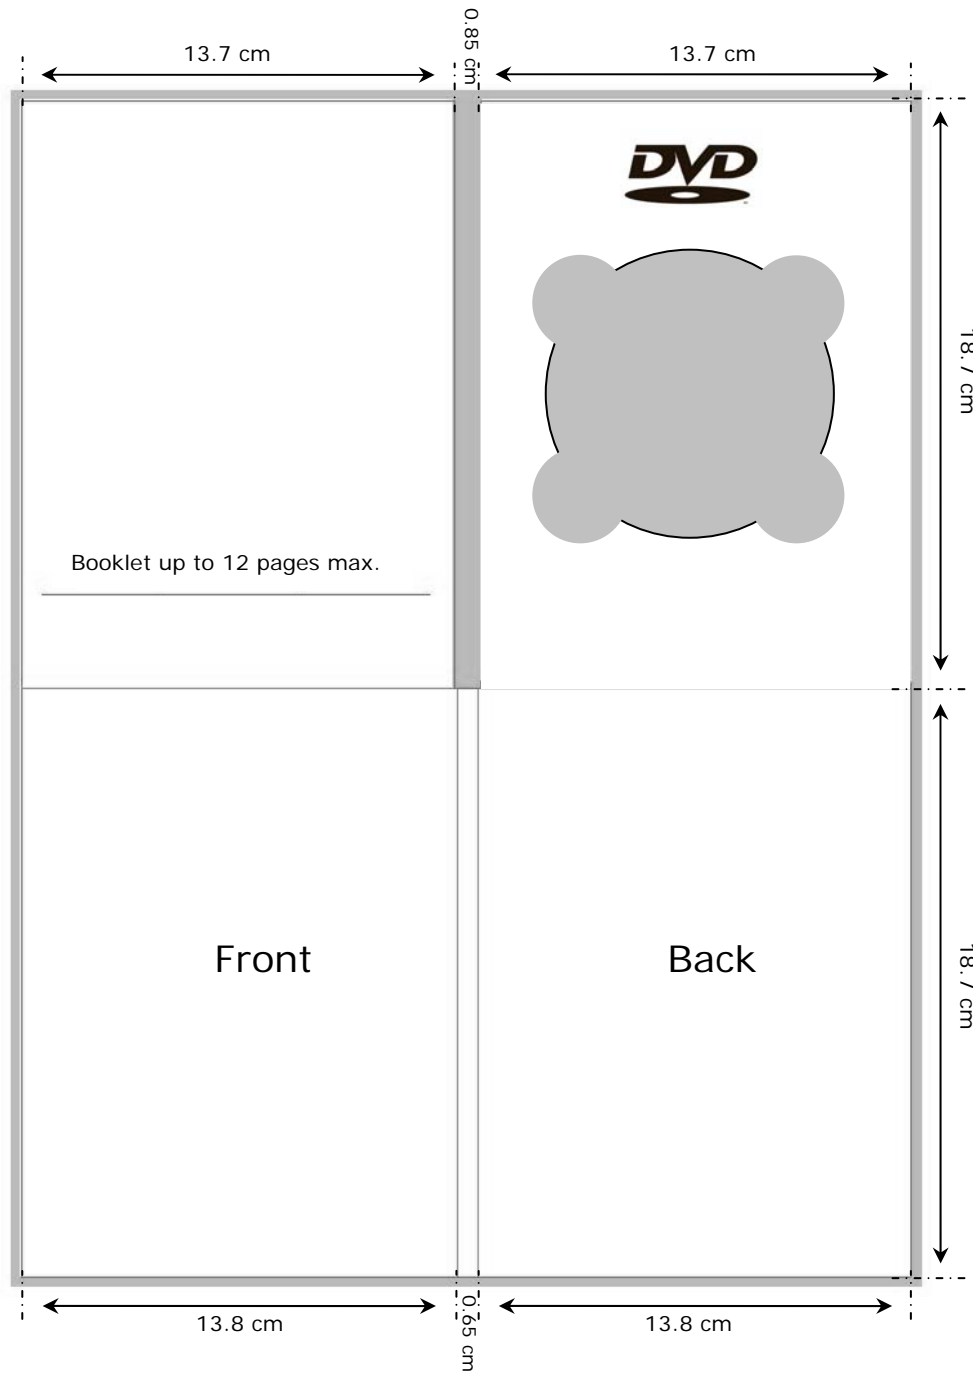 0.85 cm
13.7 cm
13.7 cm
DVD
18.7 cm
Booklet up to 12 pages max.
Front
Back
18.7 cm
13.8 cm
0.65 cm
13.8 cm